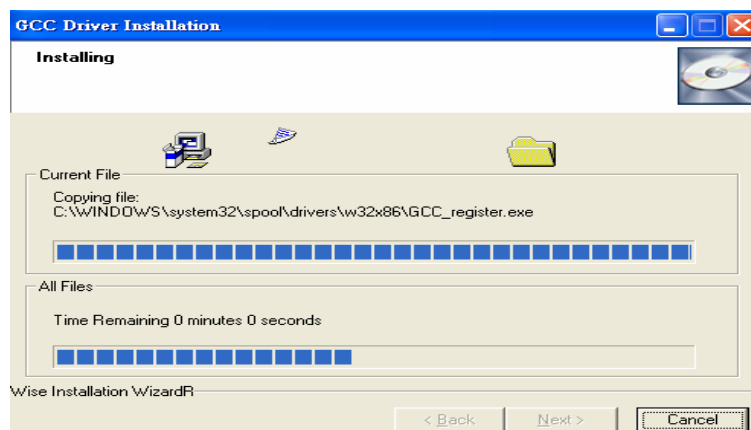 GCC Driver Installation
Installing
Current File
Copying file:
C:\WINDOWS\system32\spool\drivers\w32x86\GCC_register.exe
All Files
Time Remaining 0 minutes 0 seconds
Wise Installation WizardR
< Back Next > Cancel